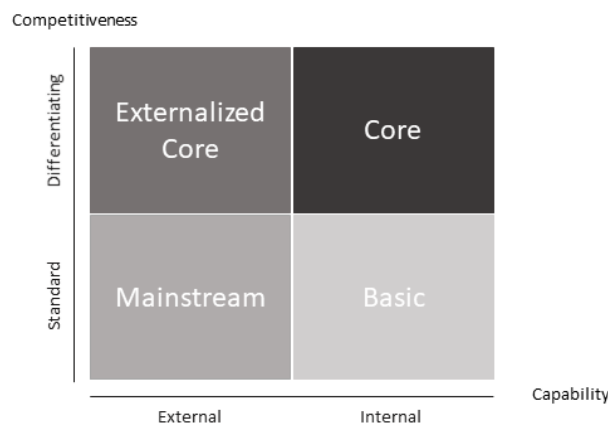 Competitiveness
Differentiating
Externalized
Core
Core
Standard
Mainstream
Basic
Capability
External
Internal